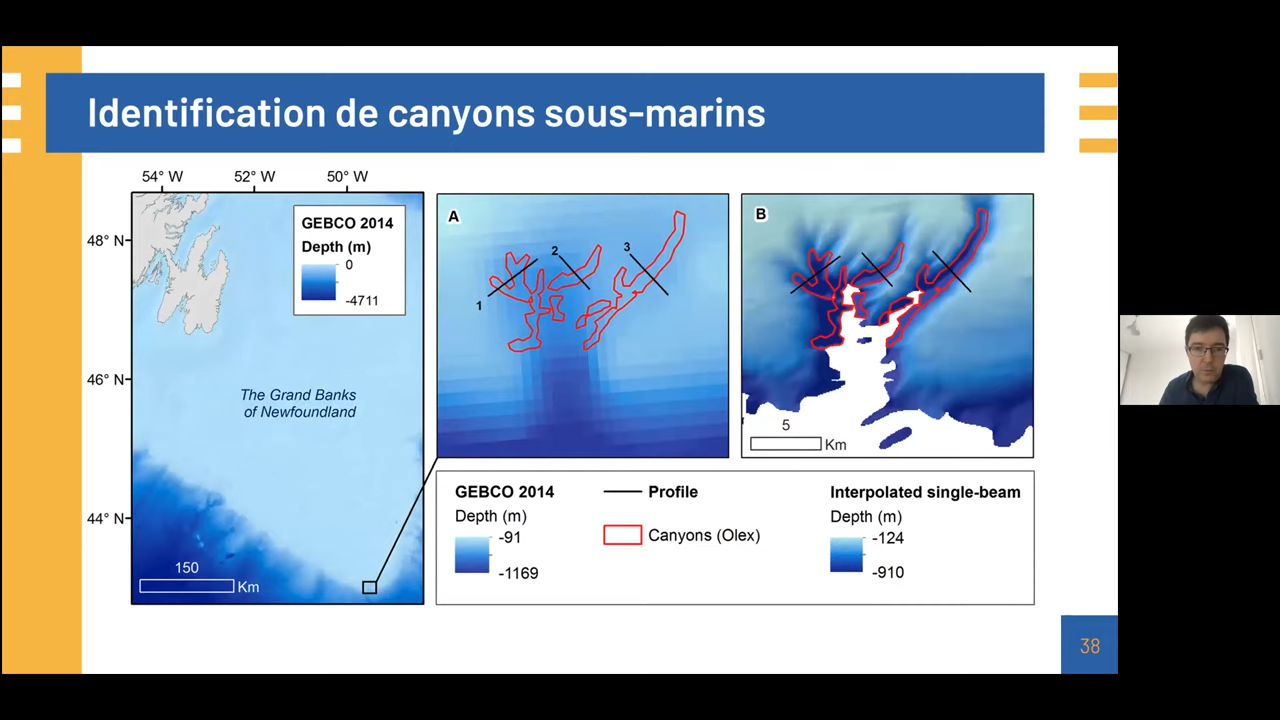 Identification de canyons sous-marins
54° W
52° W
50° W
48° N
46° N
44° N
GEBCO 2014
Depth (m)
0
-4711
The Grand Banks
of Newfoundland
150
Km
A
1
2
3
B
5
Km
GEBCO 2014
Depth (m)
-91
-1169
Profile
Canyons (Olex)
Interpolated single-beam
Depth (m)
-124
-910
38